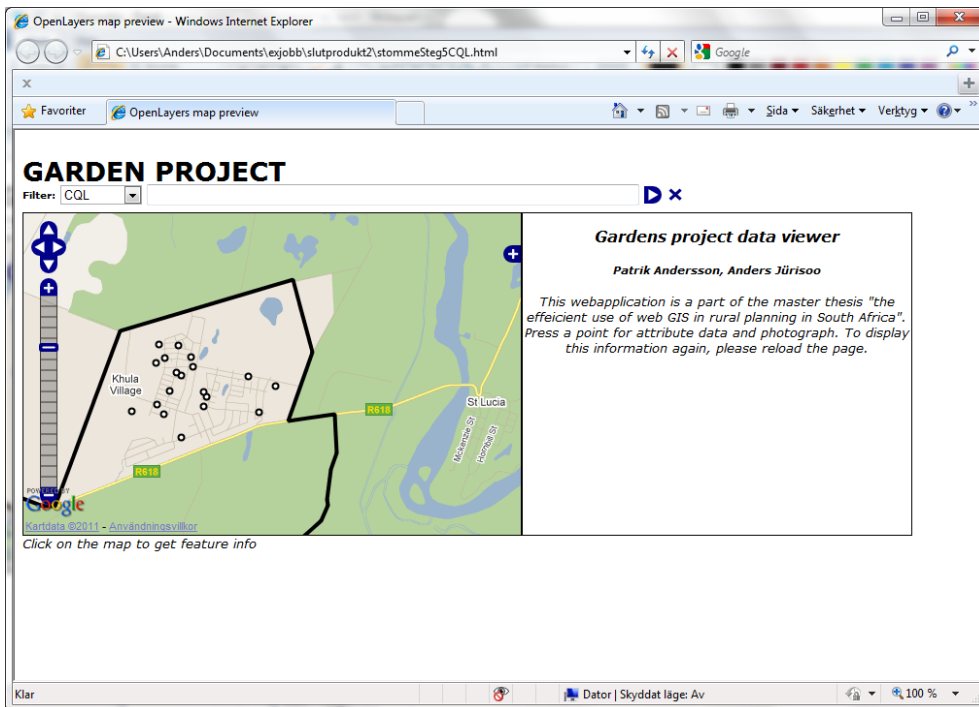 OpenLayers map preview - Windows Internet Explorer
C:\Users\Anders\Documents\exjobb\slutprodukt2\stommeSteg5CQL.html
Google
x
Favoriter
OpenLayers map preview
Sida
Säkerhet
Verktyg
»
GARDEN PROJECT
Filter: CQL
Khula
Village
St Lucia
Mckenzie St
Hornbill St
R618
R618
POWERED BY
Google
Kartdata ©2011 - Användningsvillkor
Gardens project data viewer
Patrik Andersson, Anders Jürisoo
This webapplication is a part of the master thesis "the
effeicient use of web GIS in rural planning in South Africa".
Press a point for attribute data and photograph. To display
this information again, please reload the page.
Click on the map to get feature info
Klar
Dator | Skyddat läge: Av
100 %